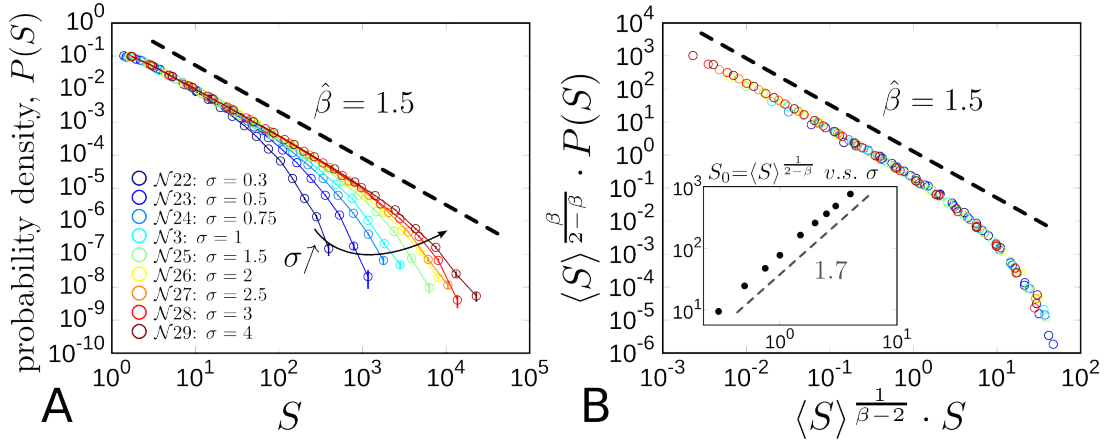 probability density, P(S)
10^0
10^-1
10^-2
10^-3
10^-4
10^-5
10^-6
10^-7
10^-8
10^-9
10^-10
β̂ = 1.5
𝒩22: σ = 0.3
𝒩23: σ = 0.5
𝒩24: σ = 0.75
𝒩3: σ = 1
𝒩25: σ = 1.5
𝒩26: σ = 2
𝒩27: σ = 2.5
𝒩28: σ = 3
𝒩29: σ = 4
σ↗
10^0 10^1 10^2 10^3 10^4 10^5
A
S
⟨S⟩^{β/(2−β)} · P(S)
10^4
10^3
10^2
10^1
10^0
10^-1
10^-2
10^-3
10^-4
10^-5
10^-6
β̂ = 1.5
S_0=⟨S⟩^{1/(2−β)} v.s. σ
10^3
10^2
10^1
1.7
10^0 10^1
10^-3 10^-2 10^-1 10^0 10^1 10^2
B
⟨S⟩^{1/(β−2)} · S